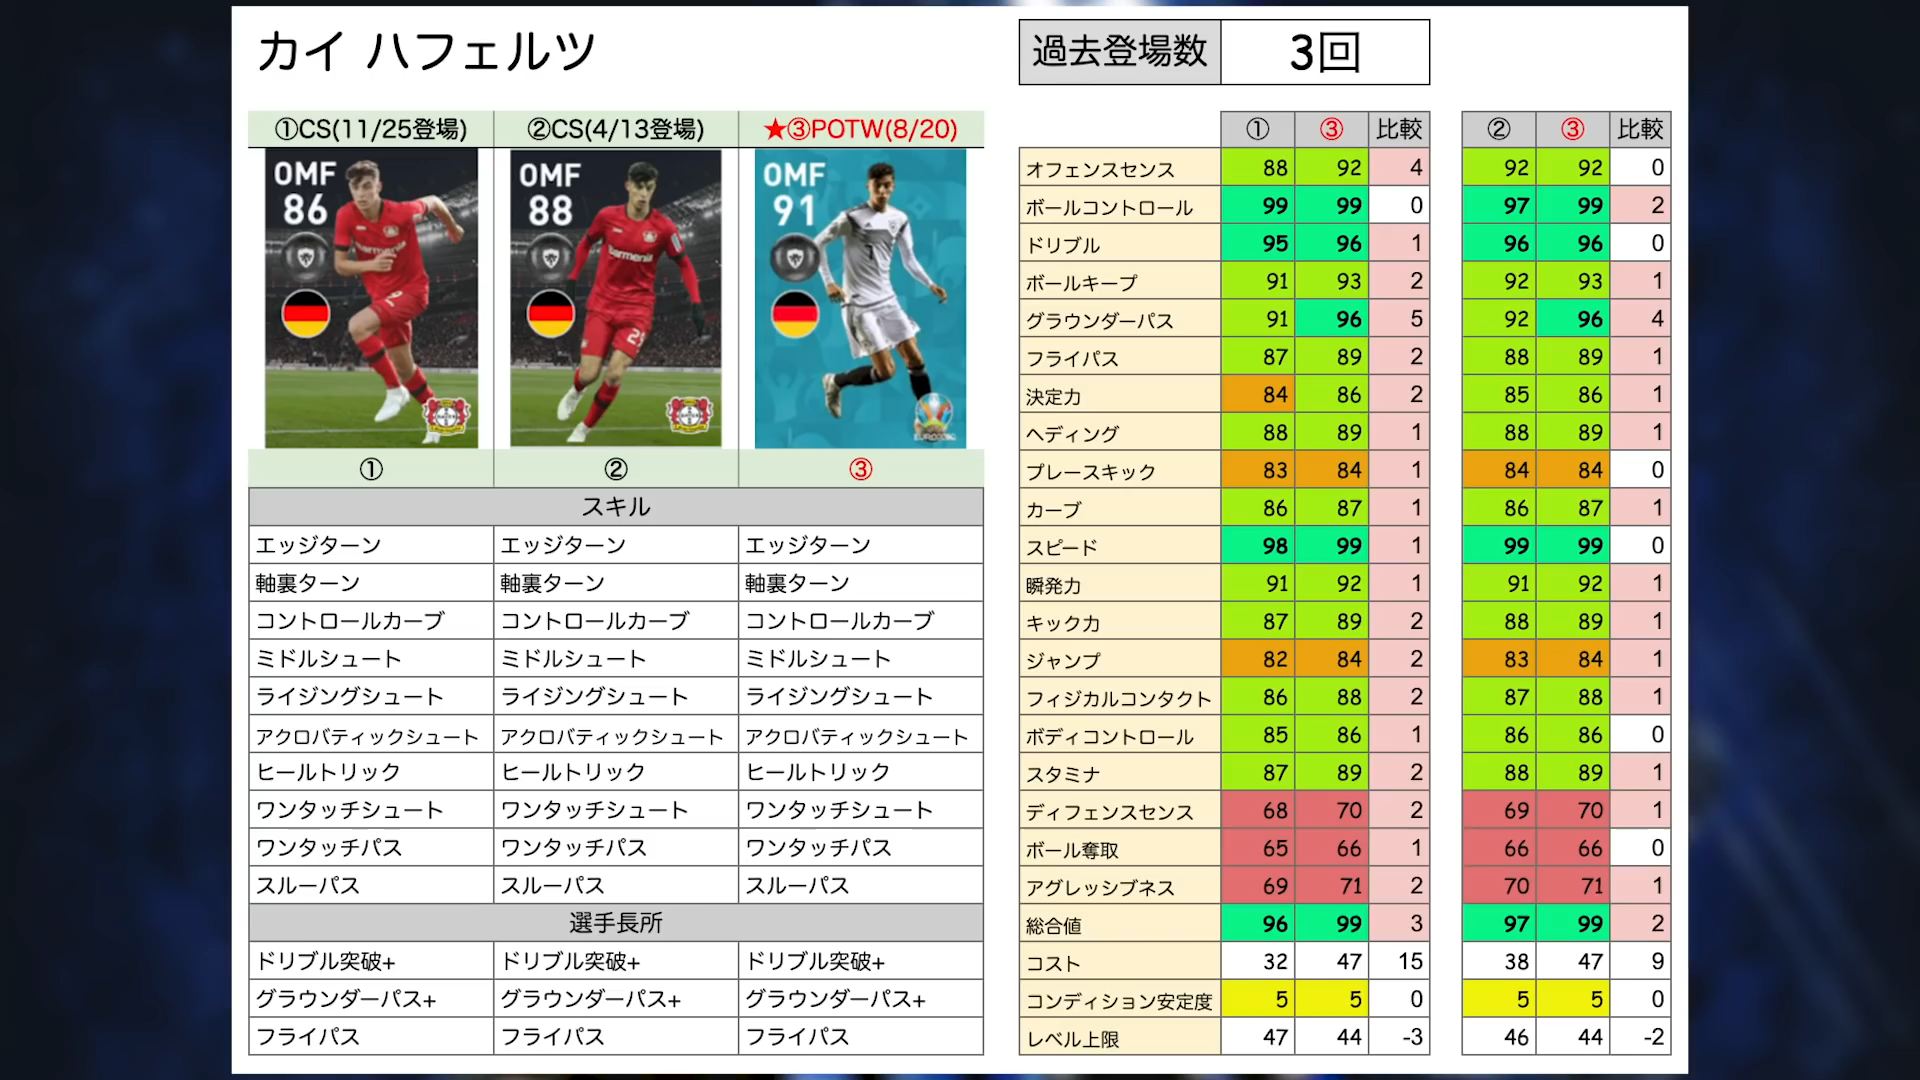 カイ ハフェルツ
過去登場数 3回
①CS(11/25登場) ②CS(4/13登場) ★③POTW(8/20)
OMF 86 OMF 88 OMF 91
① ② ③
スキル
エッジターン エッジターン エッジターン
軸裏ターン 軸裏ターン 軸裏ターン
コントロールカーブ コントロールカーブ コントロールカーブ
ミドルシュート ミドルシュート ミドルシュート
ライジングシュート ライジングシュート ライジングシュート
アクロバティックシュート アクロバティックシュート アクロバティックシュート
ヒールトリック ヒールトリック ヒールトリック
ワンタッチシュート ワンタッチシュート ワンタッチシュート
ワンタッチパス ワンタッチパス ワンタッチパス
スルーパス スルーパス スルーパス
選手長所
ドリブル突破+ ドリブル突破+ ドリブル突破+
グラウンダーパス+ グラウンダーパス+ グラウンダーパス+
フライパス フライパス フライパス
① ③ 比較 ② ③ 比較
オフェンスセンス 88 92 4 92 92 0
ボールコントロール 99 99 0 97 99 2
ドリブル 95 96 1 96 96 0
ボールキープ 91 93 2 92 93 1
グラウンダーパス 91 96 5 92 96 4
フライパス 87 89 2 88 89 1
決定力 84 86 2 85 86 1
ヘディング 88 89 1 88 89 1
プレースキック 83 84 1 84 84 0
カーブ 86 87 1 86 87 1
スピード 98 99 1 99 99 0
瞬発力 91 92 1 91 92 1
キック力 87 89 2 88 89 1
ジャンプ 82 84 2 83 84 1
フィジカルコンタクト 86 88 2 87 88 1
ボディコントロール 85 86 1 86 86 0
スタミナ 87 89 2 88 89 1
ディフェンスセンス 68 70 2 69 70 1
ボール奪取 65 66 1 66 66 0
アグレッシブネス 69 71 2 70 71 1
総合値 96 99 3 97 99 2
コスト 32 47 15 38 47 9
コンディション安定度 5 5 0 5 5 0
レベル上限 47 44 -3 46 44 -2